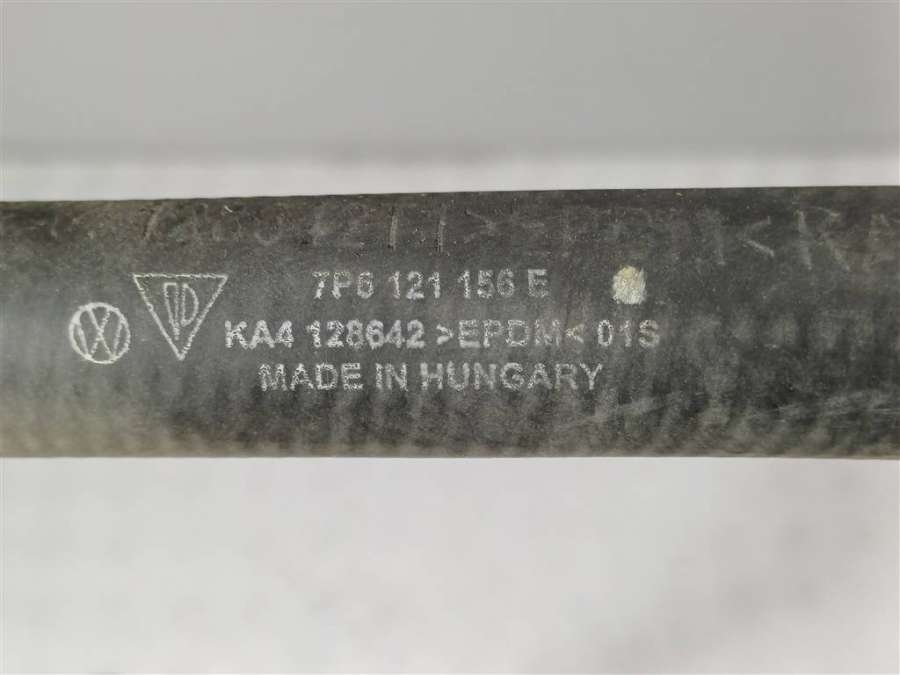 7P6 121 156 E
KA4 128642 >EPDM< 01S
MADE IN HUNGARY